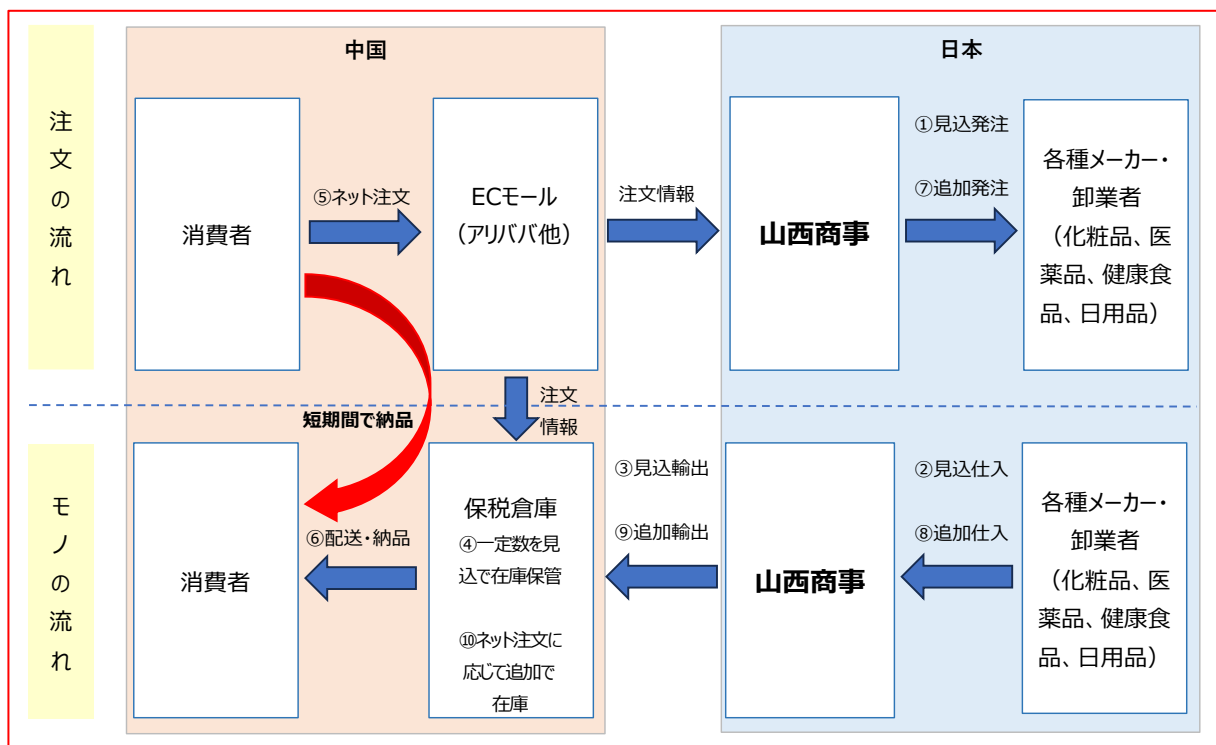 中国
日本
注文の流れ
消費者
⑤ネット注文
ECモール
(アリババ他)
注文情報
山西商事
①見込発注
⑦追加発注
各種メーカー・
卸業者
(化粧品、医
薬品、健康食
品、日用品)
短期間で納品
注文
情報
モノの流れ
消費者
⑥配送・納品
保税倉庫
④一定数を見
込で在庫保管
⑩ネット注文に
応じて追加で
在庫
③見込輸出
⑨追加輸出
山西商事
②見込仕入
⑧追加仕入
各種メーカー・
卸業者
(化粧品、医
薬品、健康食
品、日用品)